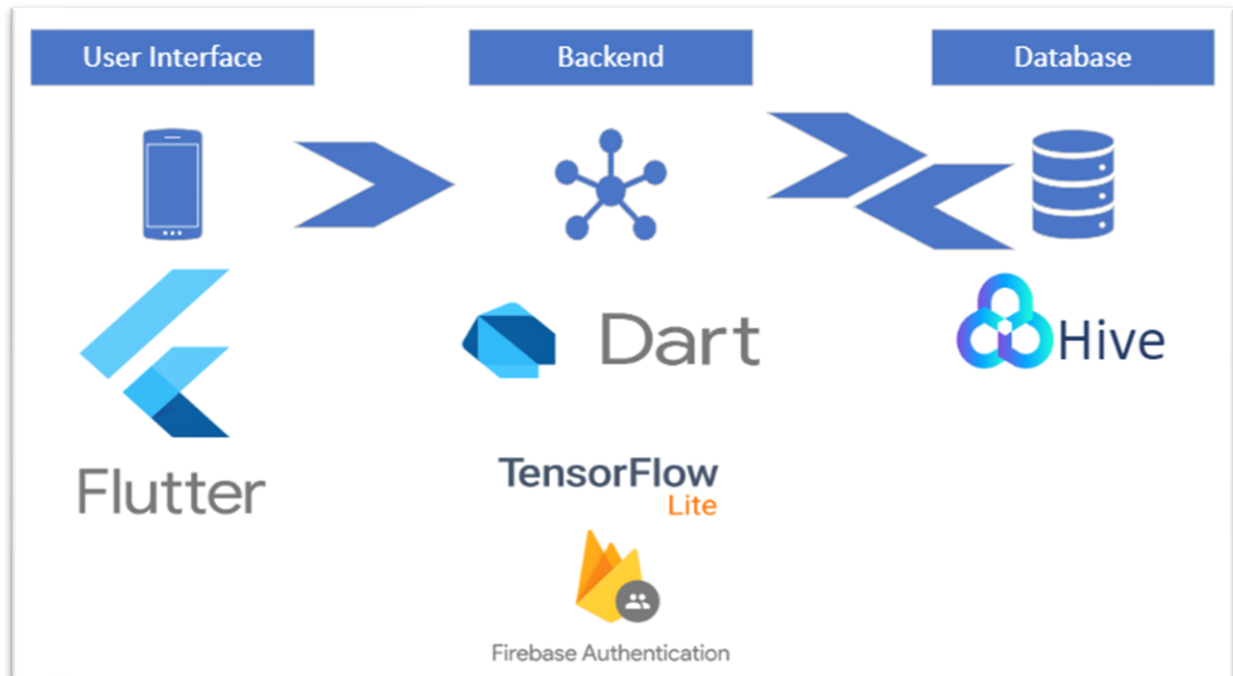 User Interface
Backend
Database
Flutter
Dart
TensorFlow
Lite
Firebase Authentication
Hive